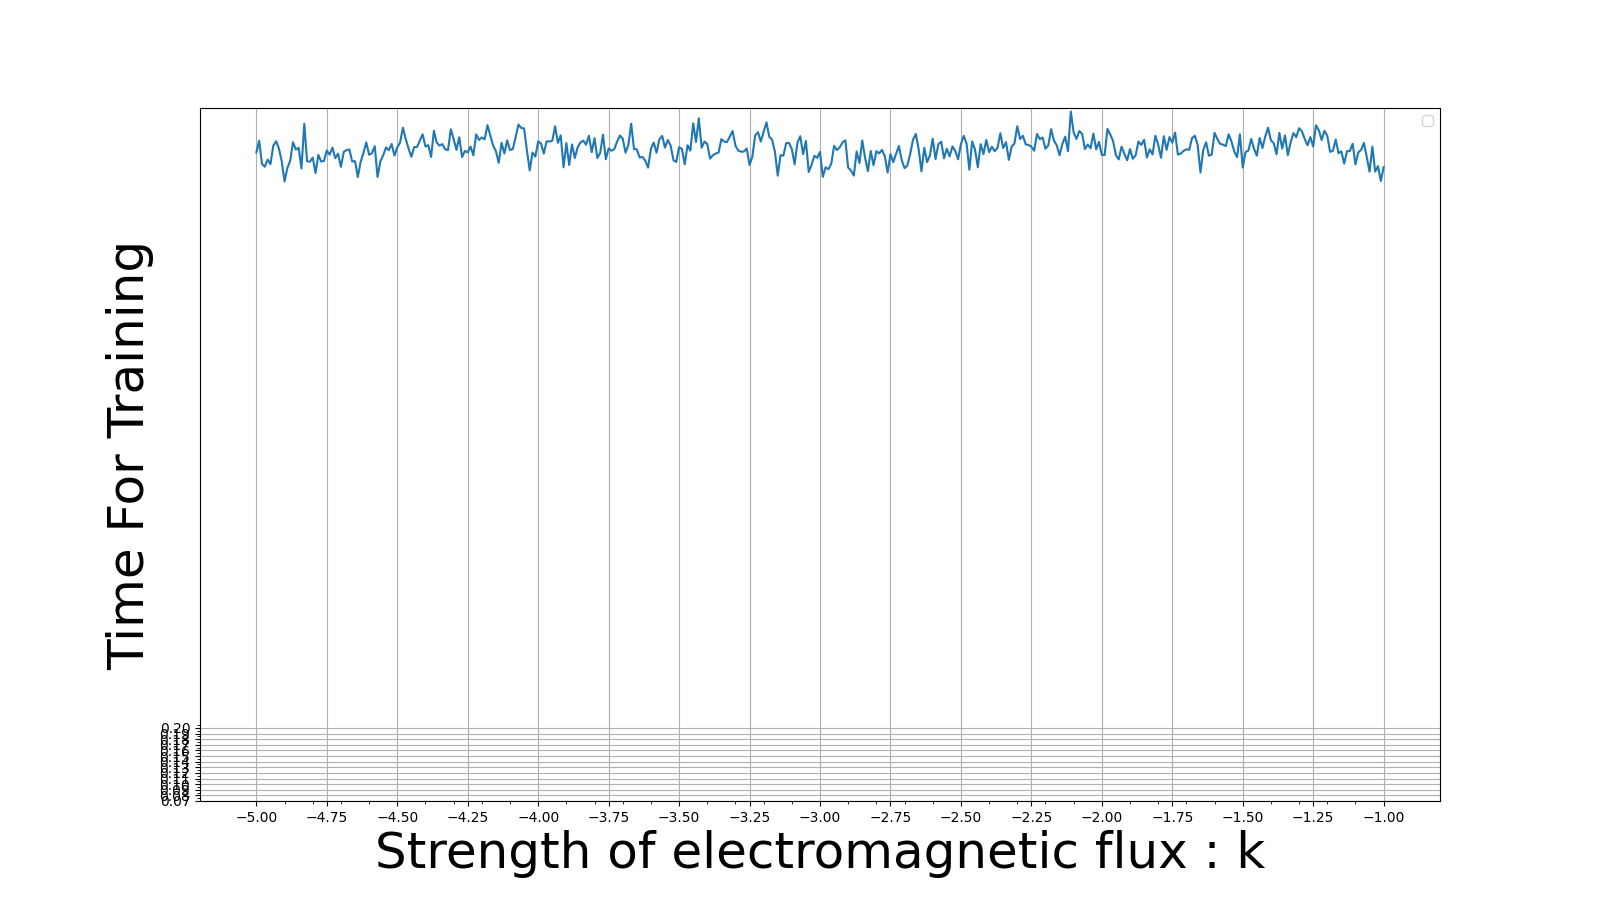 Time For Training
0.20
0.07
−5.00 −4.75 −4.50 −4.25 −4.00 −3.75 −3.50 −3.25 −3.00 −2.75 −2.50 −2.25 −2.00 −1.75 −1.50 −1.25 −1.00
Strength of electromagnetic flux : k